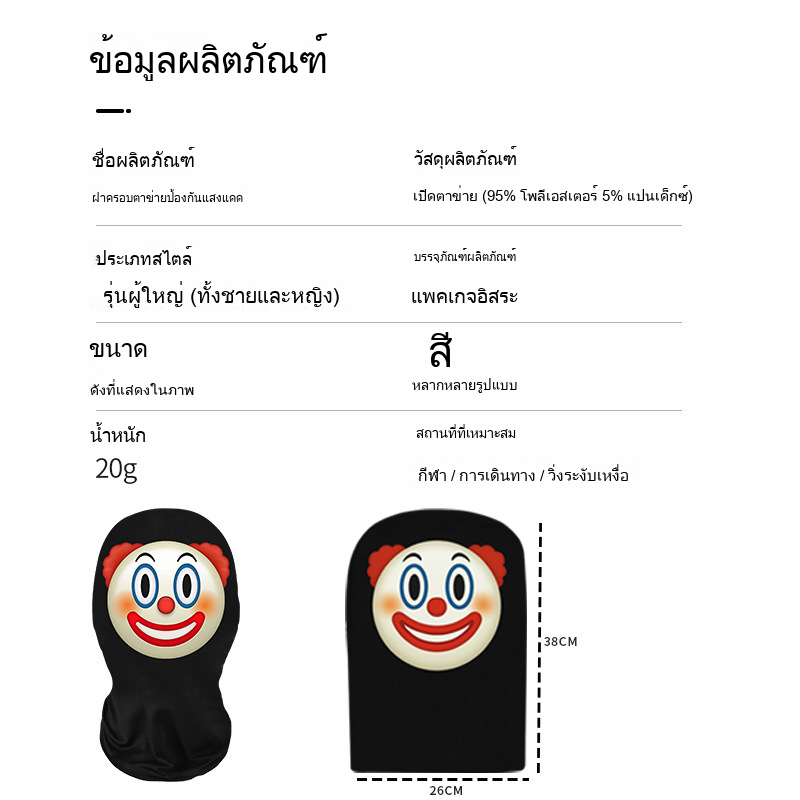 ข้อมูลผลิตภัณฑ์
ชื่อผลิตภัณฑ์
ฝาครอบตาข่ายป้องกันแสงแดด
วัสดุผลิตภัณฑ์
เปิดตาข่าย (95% โพลีเอสเตอร์ 5% แปนเด็กซ์)
ประเภทสไตล์
รุ่นผู้ใหญ่ (ทั้งชายและหญิง)
บรรจุภัณฑ์ผลิตภัณฑ์
แพคเกจอิสระ
ขนาด
ดังที่แสดงในภาพ
สี
หลากหลายรูปแบบ
น้ำหนัก
20g
สถานที่ที่เหมาะสม
กีฬา / การเดินทาง / วิ่งระงับเหงื่อ
38CM
26CM